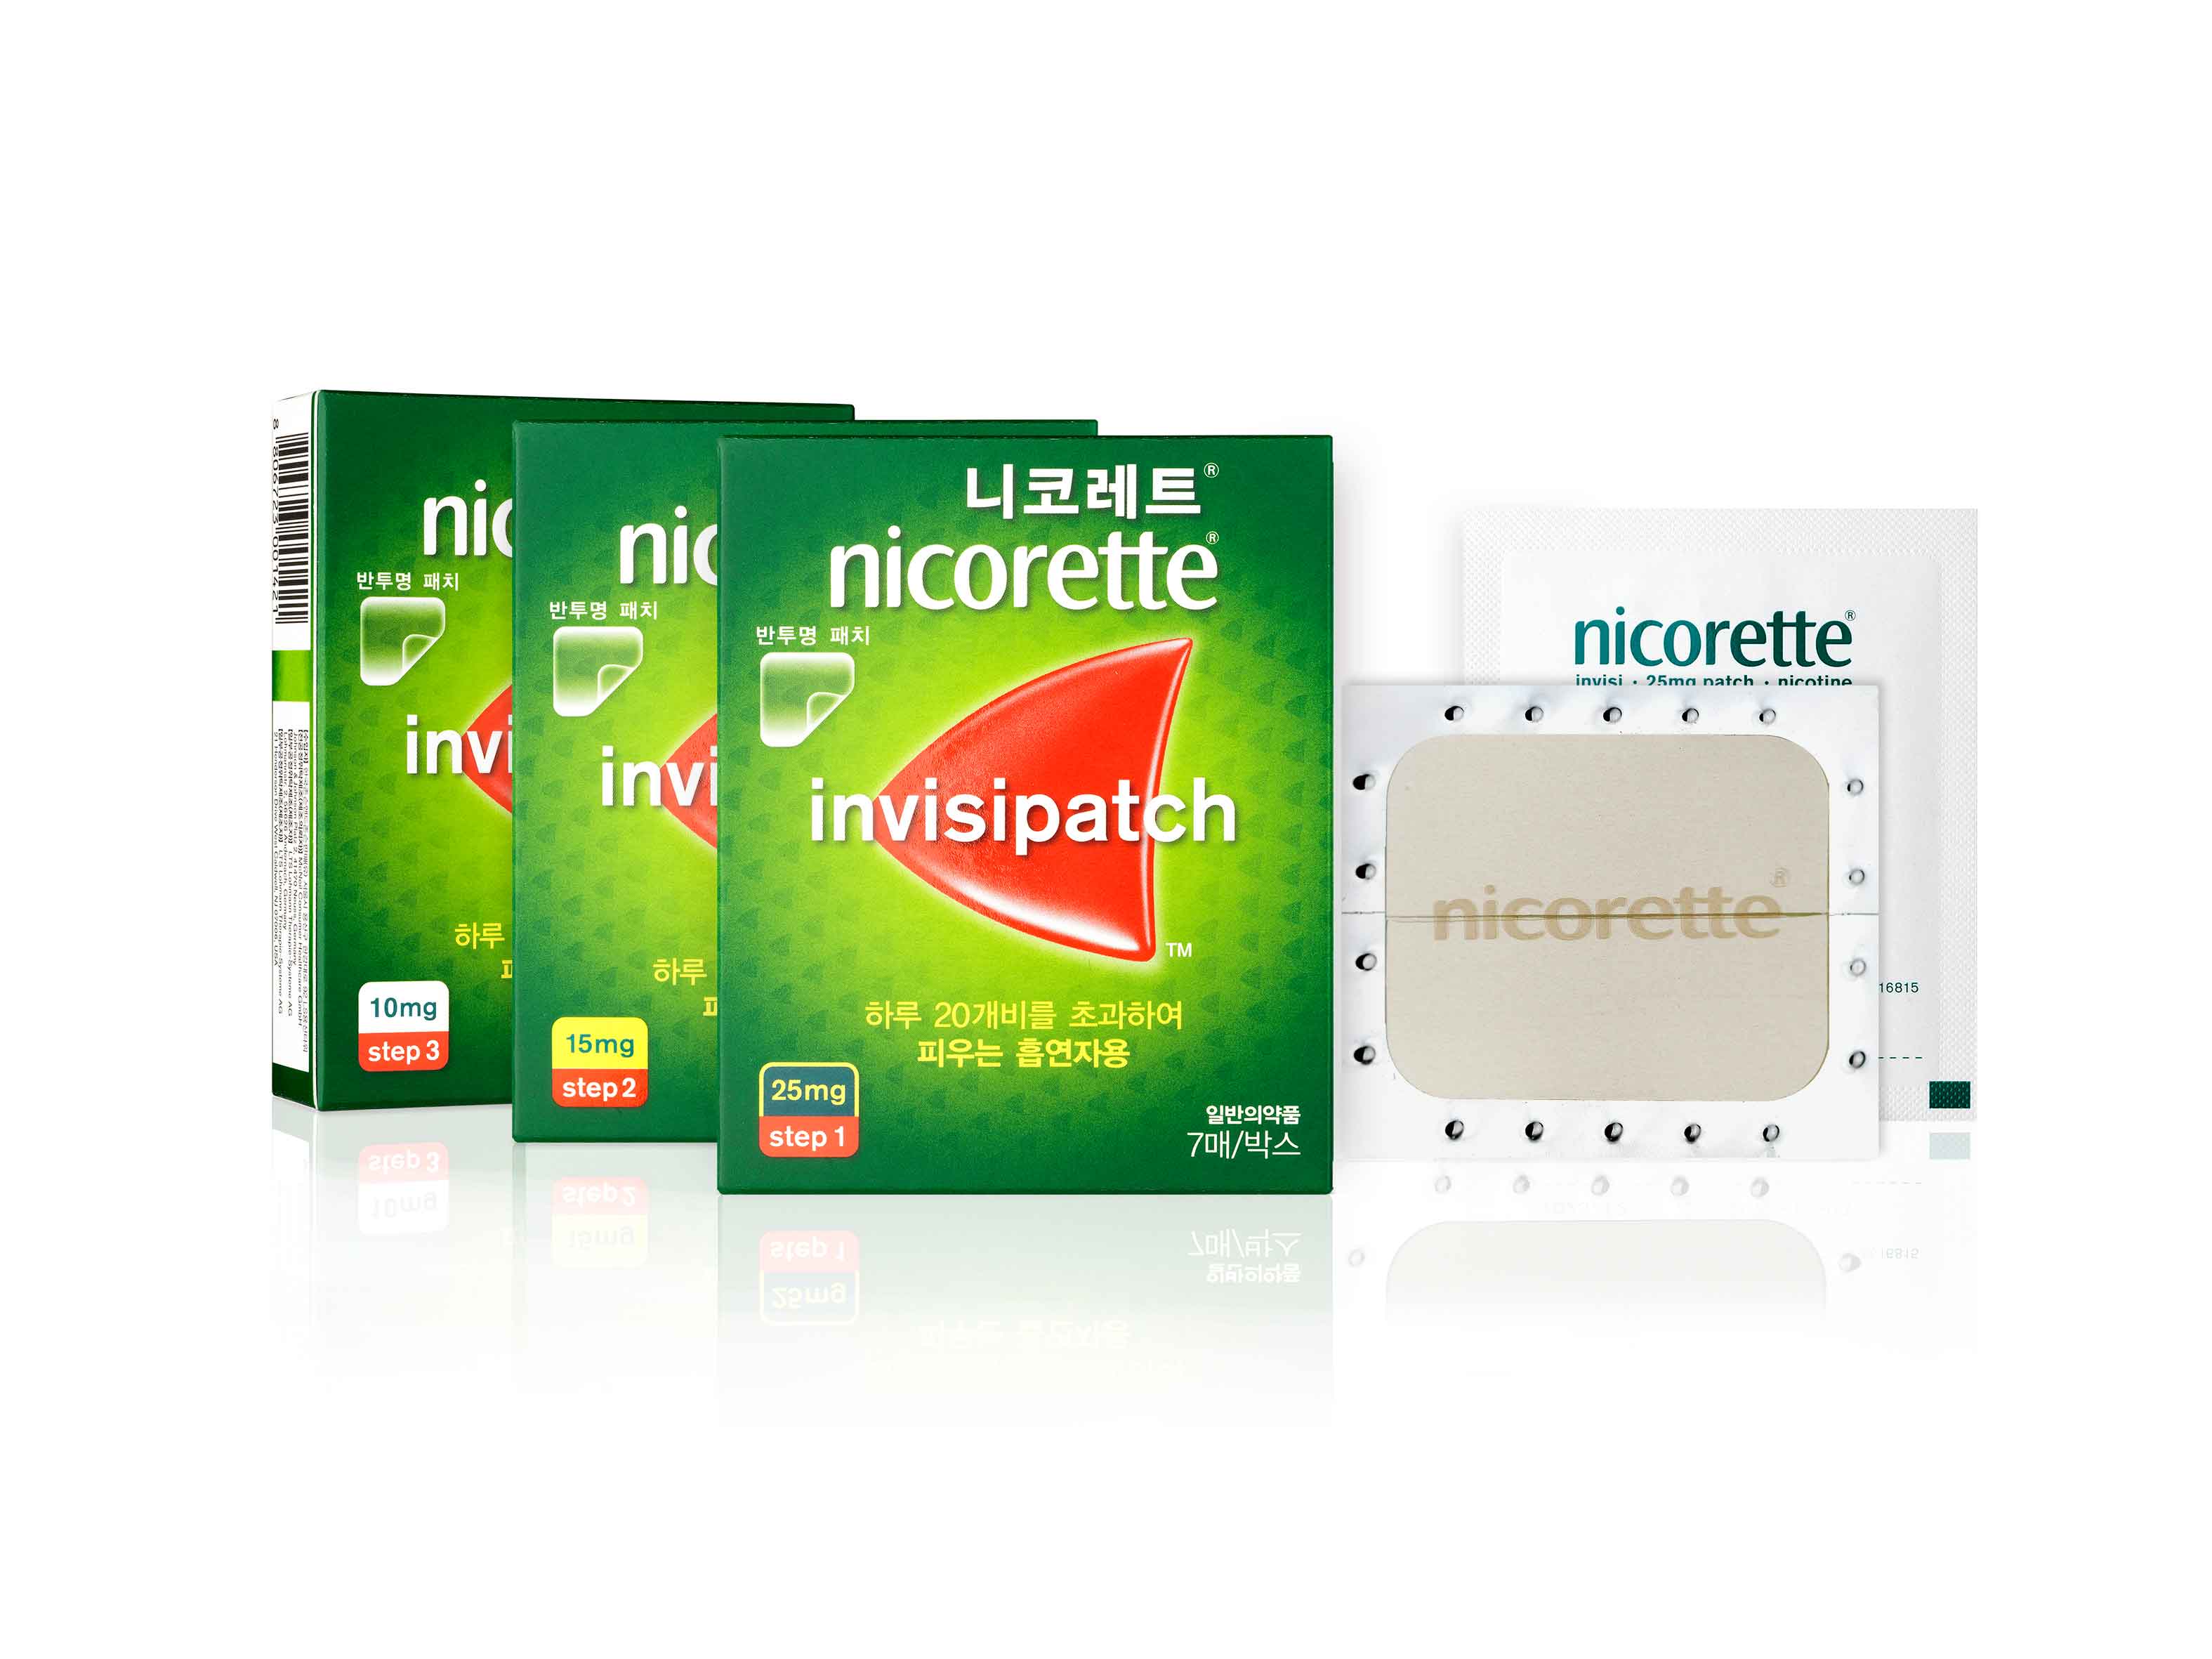 8 806723 001421
nic
반투명 패치
invi
하루
ㅍ
10mg
step 3
nic
반투명 패치
invi
하루
ㅍ
15mg
step 2
니코레트®
nicorette®
반투명 패치
invisipatch
TM
하루 20개비를 초과하여
피우는 흡연자용
25mg
step 1
일반의약품
7매/박스
nicorette®
invisi · 25mg patch · nicotine
16815
nicorette®